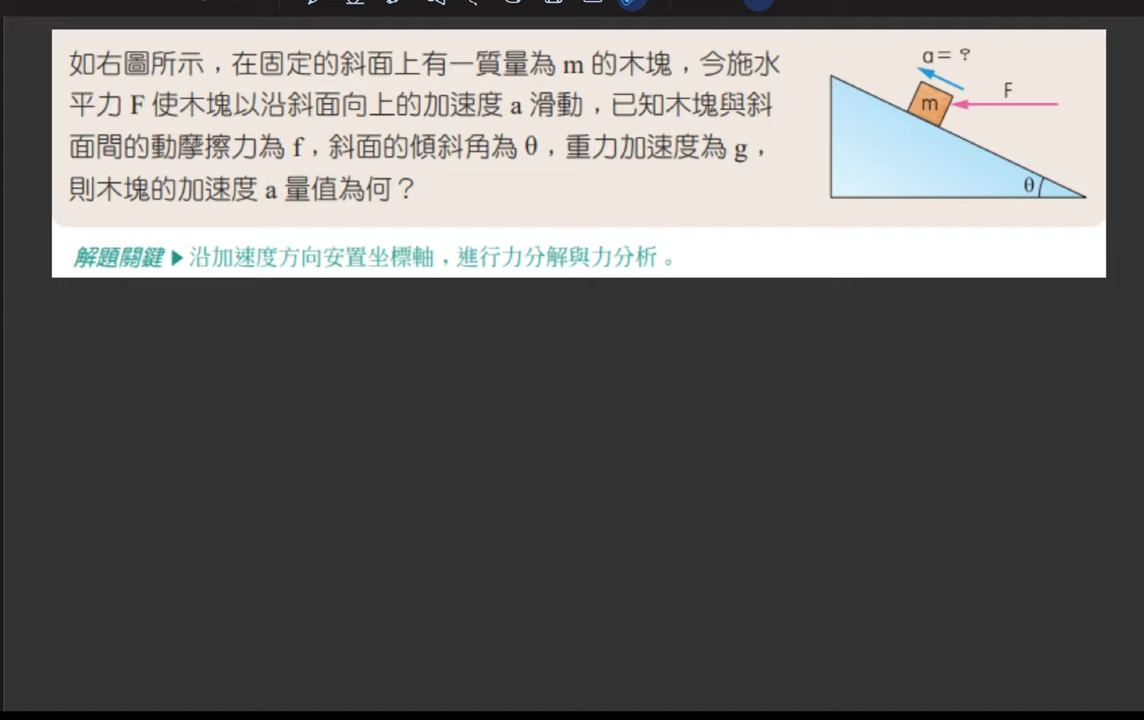 如右圖所示，在固定的斜面上有一質量為 m 的木塊，今施水
平力 F 使木塊以沿斜面向上的加速度 a 滑動，已知木塊與斜
面間的動摩擦力為 f，斜面的傾斜角為 θ，重力加速度為 g，
則木塊的加速度 a 量值為何？
a=？
m
F
θ
解題關鍵▶沿加速度方向安置坐標軸，進行力分解與力分析。